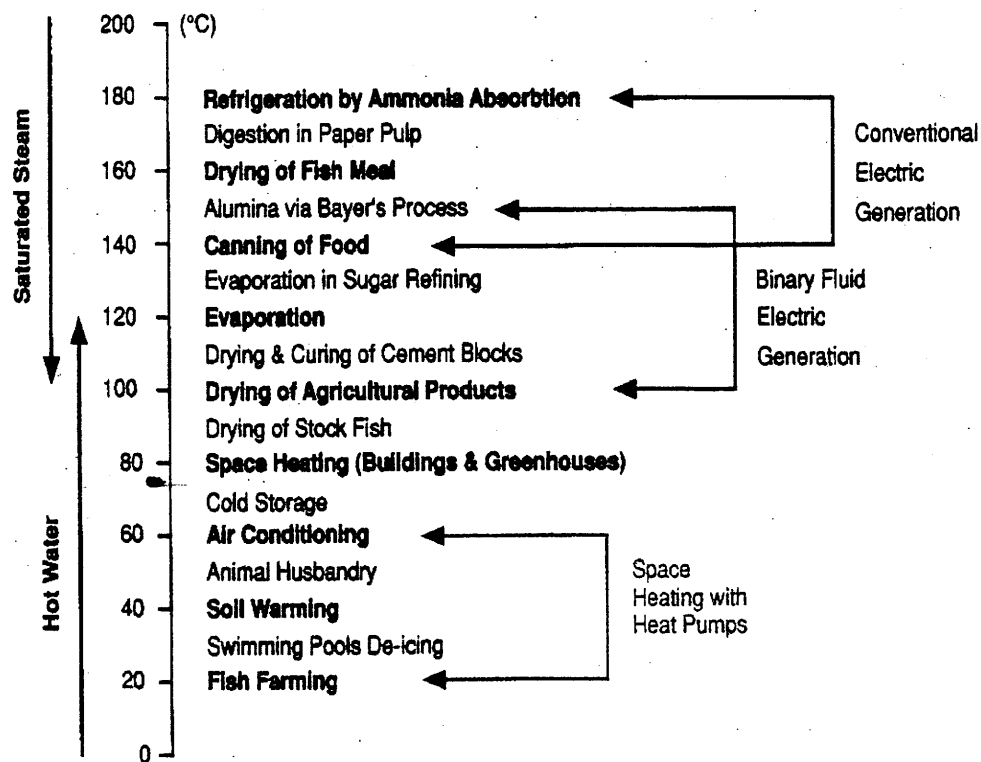 200 (°C)
180 Refrigeration by Ammonia Absorbtion
Digestion in Paper Pulp
160 Drying of Fish Meal
Alumina via Bayer's Process
140 Canning of Food
Evaporation in Sugar Refining
120 Evaporation
Drying & Curing of Cement Blocks
100 Drying of Agricultural Products
Drying of Stock Fish
80 Space Heating (Buildings & Greenhouses)
Cold Storage
60 Air Conditioning
Animal Husbandry
40 Soil Warming
Swimming Pools De-icing
20 Fish Farming
0
Saturated Steam
Hot Water
Conventional
Electric
Generation
Binary Fluid
Electric
Generation
Space
Heating with
Heat Pumps